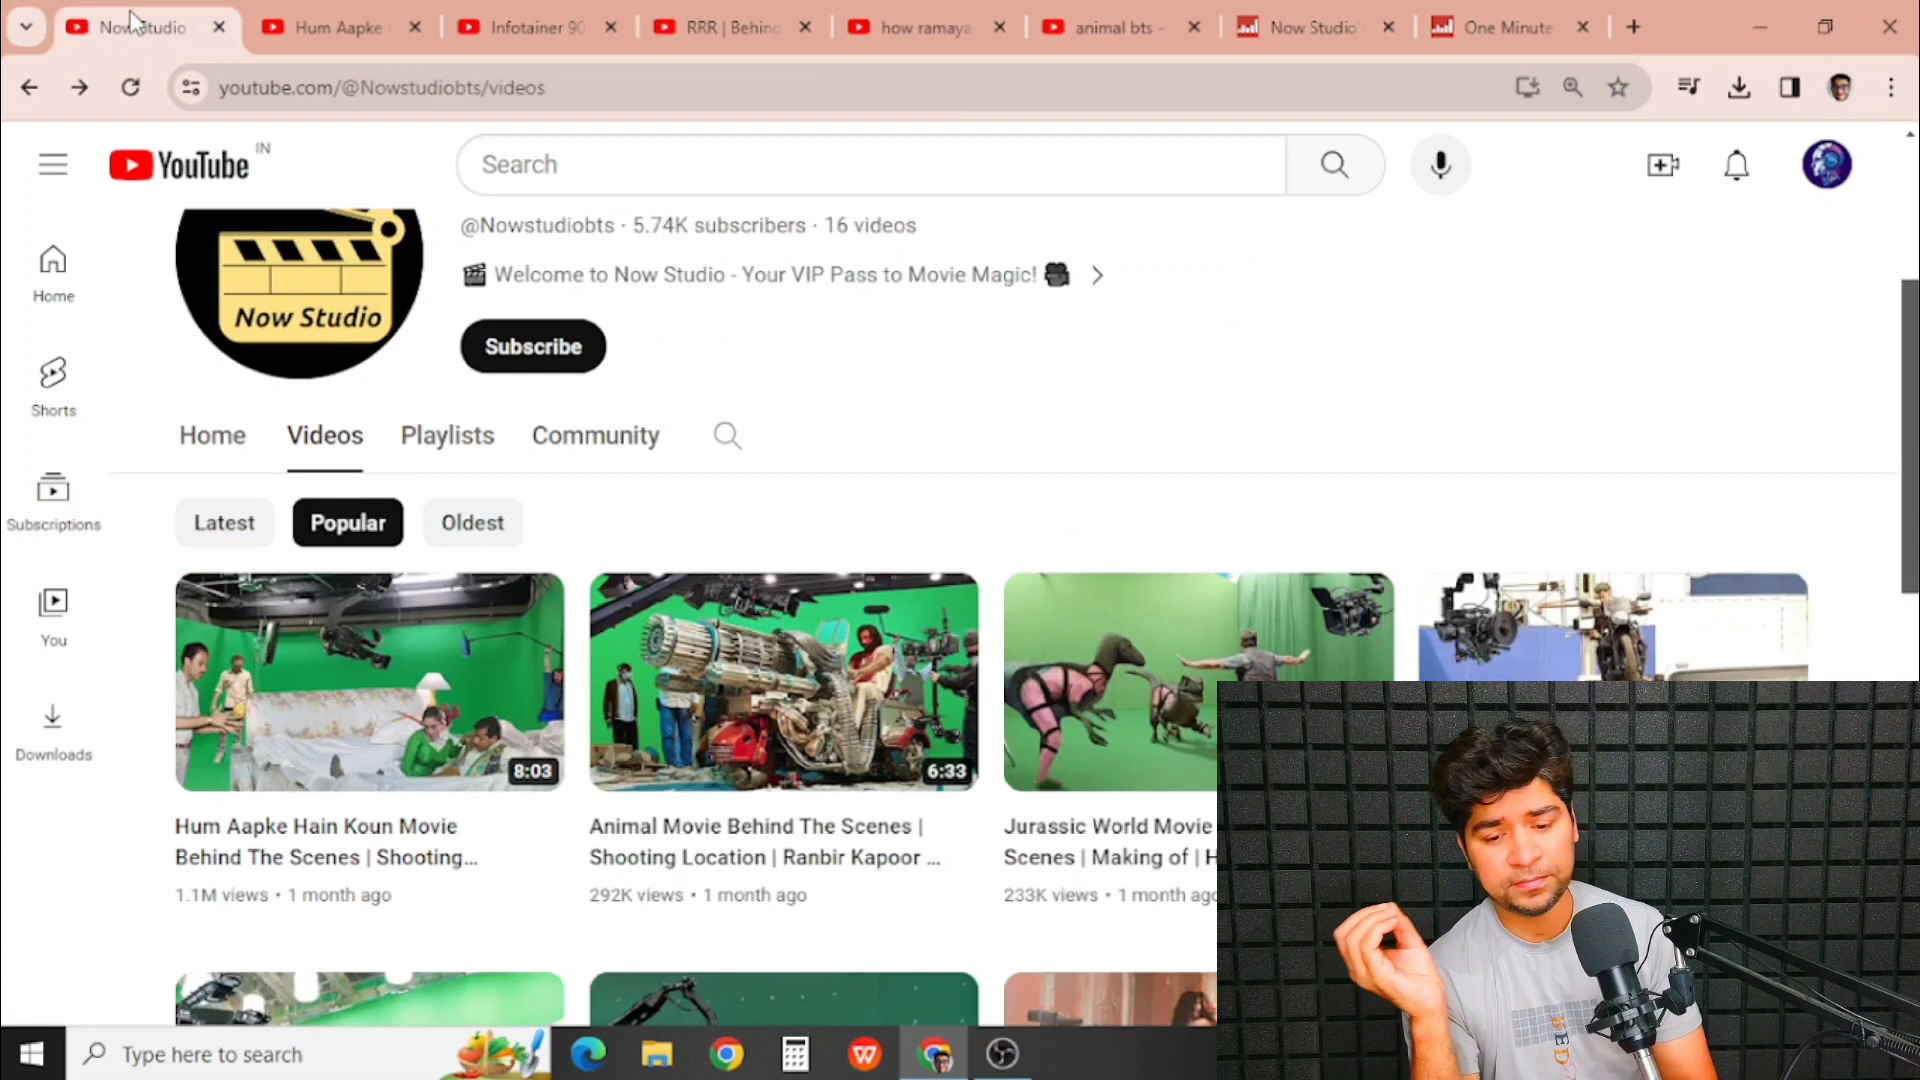 Now Studio
Hum Aapke
Infotainer 90
RRR | Behind
how ramaya
animal bts -
Now Studio'
One Minute
youtube.com/@Nowstudiobts/videos
YouTube IN
Search
@Nowstudiobts · 5.74K subscribers · 16 videos
Welcome to Now Studio - Your VIP Pass to Movie Magic!
Now Studio
Subscribe
Home
Shorts
Subscriptions
You
Downloads
Home Videos Playlists Community
Latest Popular Oldest
8:03
6:33
Hum Aapke Hain Koun Movie
Behind The Scenes | Shooting...
1.1M views • 1 month ago
Animal Movie Behind The Scenes |
Shooting Location | Ranbir Kapoor ...
292K views • 1 month ago
Jurassic World Movie
Scenes | Making of | H
233K views • 1 month ago
Type here to search